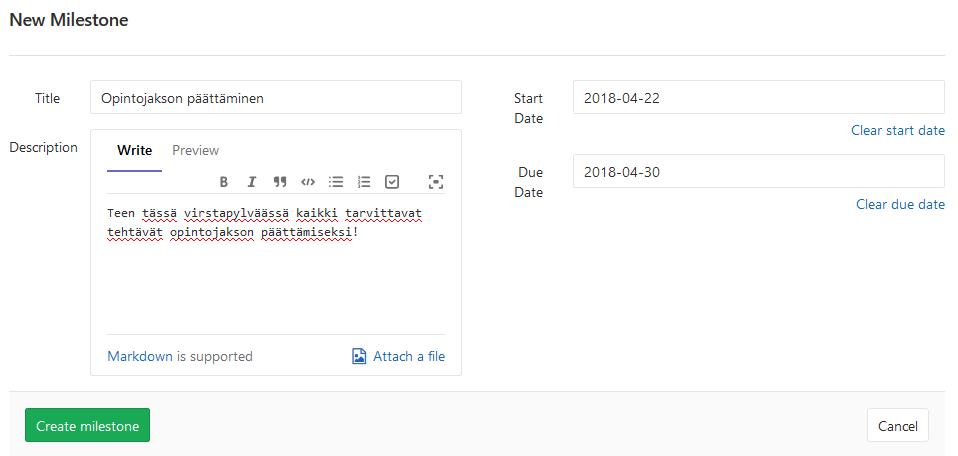 New Milestone
Title
Opintojakson päättäminen
Description
Write Preview
Teen tässä virstapylväässä kaikki tarvittavat
tehtävät opintojakson päättämiseksi!
Markdown is supported
Attach a file
Start
Date
2018-04-22
Clear start date
Due
Date
2018-04-30
Clear due date
Create milestone
Cancel